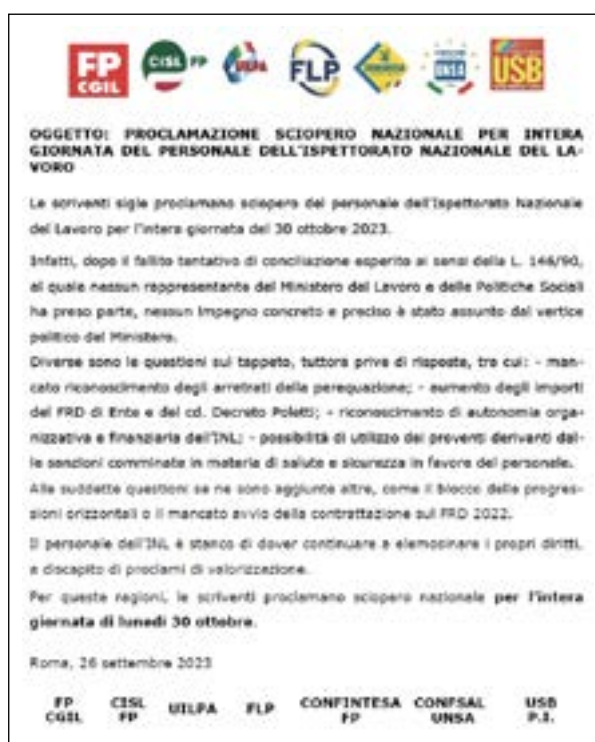 FP CGIL
CISL FP
UILPA
FLP
CONFINTESA
UNSA
USB
OGGETTO: PROCLAMAZIONE SCIOPERO NAZIONALE PER INTERA
GIORNATA DEL PERSONALE DELL'ISPETTORATO NAZIONALE DEL LA-
VORO
Le scriventi sigle proclamano sciopero del personale dell'Ispettorato Nazionale
del Lavoro per l'intera giornata del 30 ottobre 2023.
Infatti, dopo il fallito tentativo di conciliazione esperito ai sensi della L. 146/90,
al quale nessun rappresentante del Ministero del Lavoro e delle Politiche Sociali
ha preso parte, nessun impegno concreto e preciso è stato assunto dal vertice
politico del Ministero.
Diverse sono le questioni sul tappeto, tuttora prive di risposta, tra cui: - man-
cato riconoscimento degli arretrati della perequazione; - aumento degli importi
del FRD di Ente e del cd. Decreto Poletti; - riconoscimento di autonomia orga-
nizzativa e finanziaria dell'INL; - possibilità di utilizzo dei proventi derivanti dal-
le sanzioni comminate in materia di salute e sicurezza in favore del personale.
Alle suddette questioni se ne sono aggiunte altre, come il blocco delle progres-
sioni orizzontali o il mancato avvio della contrattazione sul FRD 2022.
Il personale dell'INL è stanco di dover continuare a elemosinare i propri diritti,
a discapito di proclami di valorizzazione.
Per queste ragioni, le scriventi proclamano sciopero nazionale per l'intera
giornata di lunedì 30 ottobre.
Roma, 26 settembre 2023
FP CGIL
CISL FP
UILPA
FLP
CONFINTESA FP
CONFSAL UNSA
USB P.I.